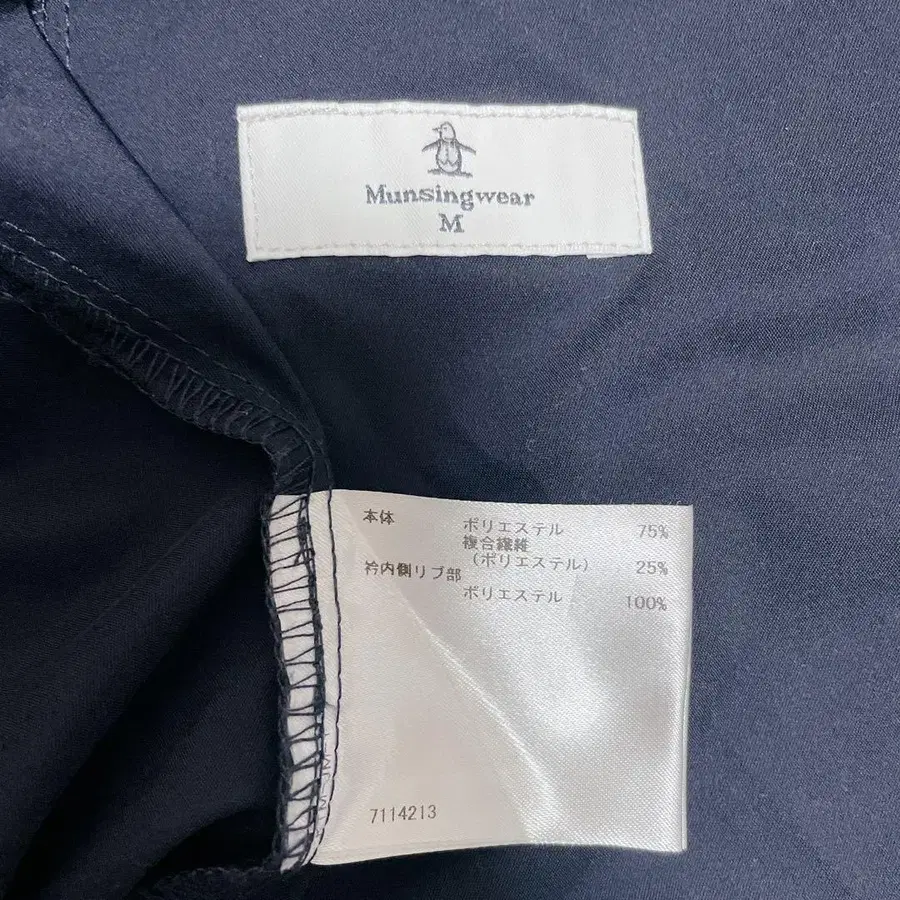 Munsingwear
M
本体 ポリエステル 75%
複合繊維
(ポリエステル) 25%
衿内側リブ部
ポリエステル 100%
7114213